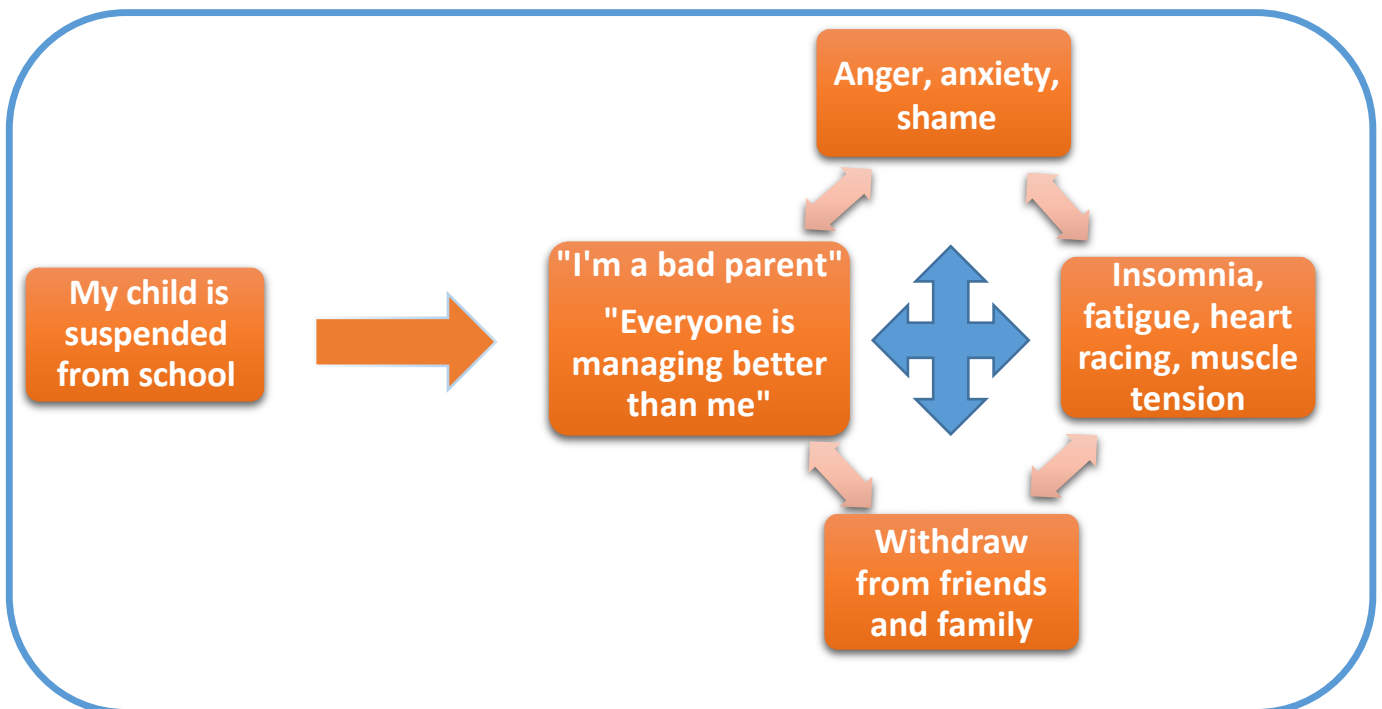 My child is
suspended
from school
"I'm a bad parent"
"Everyone is
managing better
than me"
Anger, anxiety,
shame
Insomnia,
fatigue, heart
racing, muscle
tension
Withdraw
from friends
and family